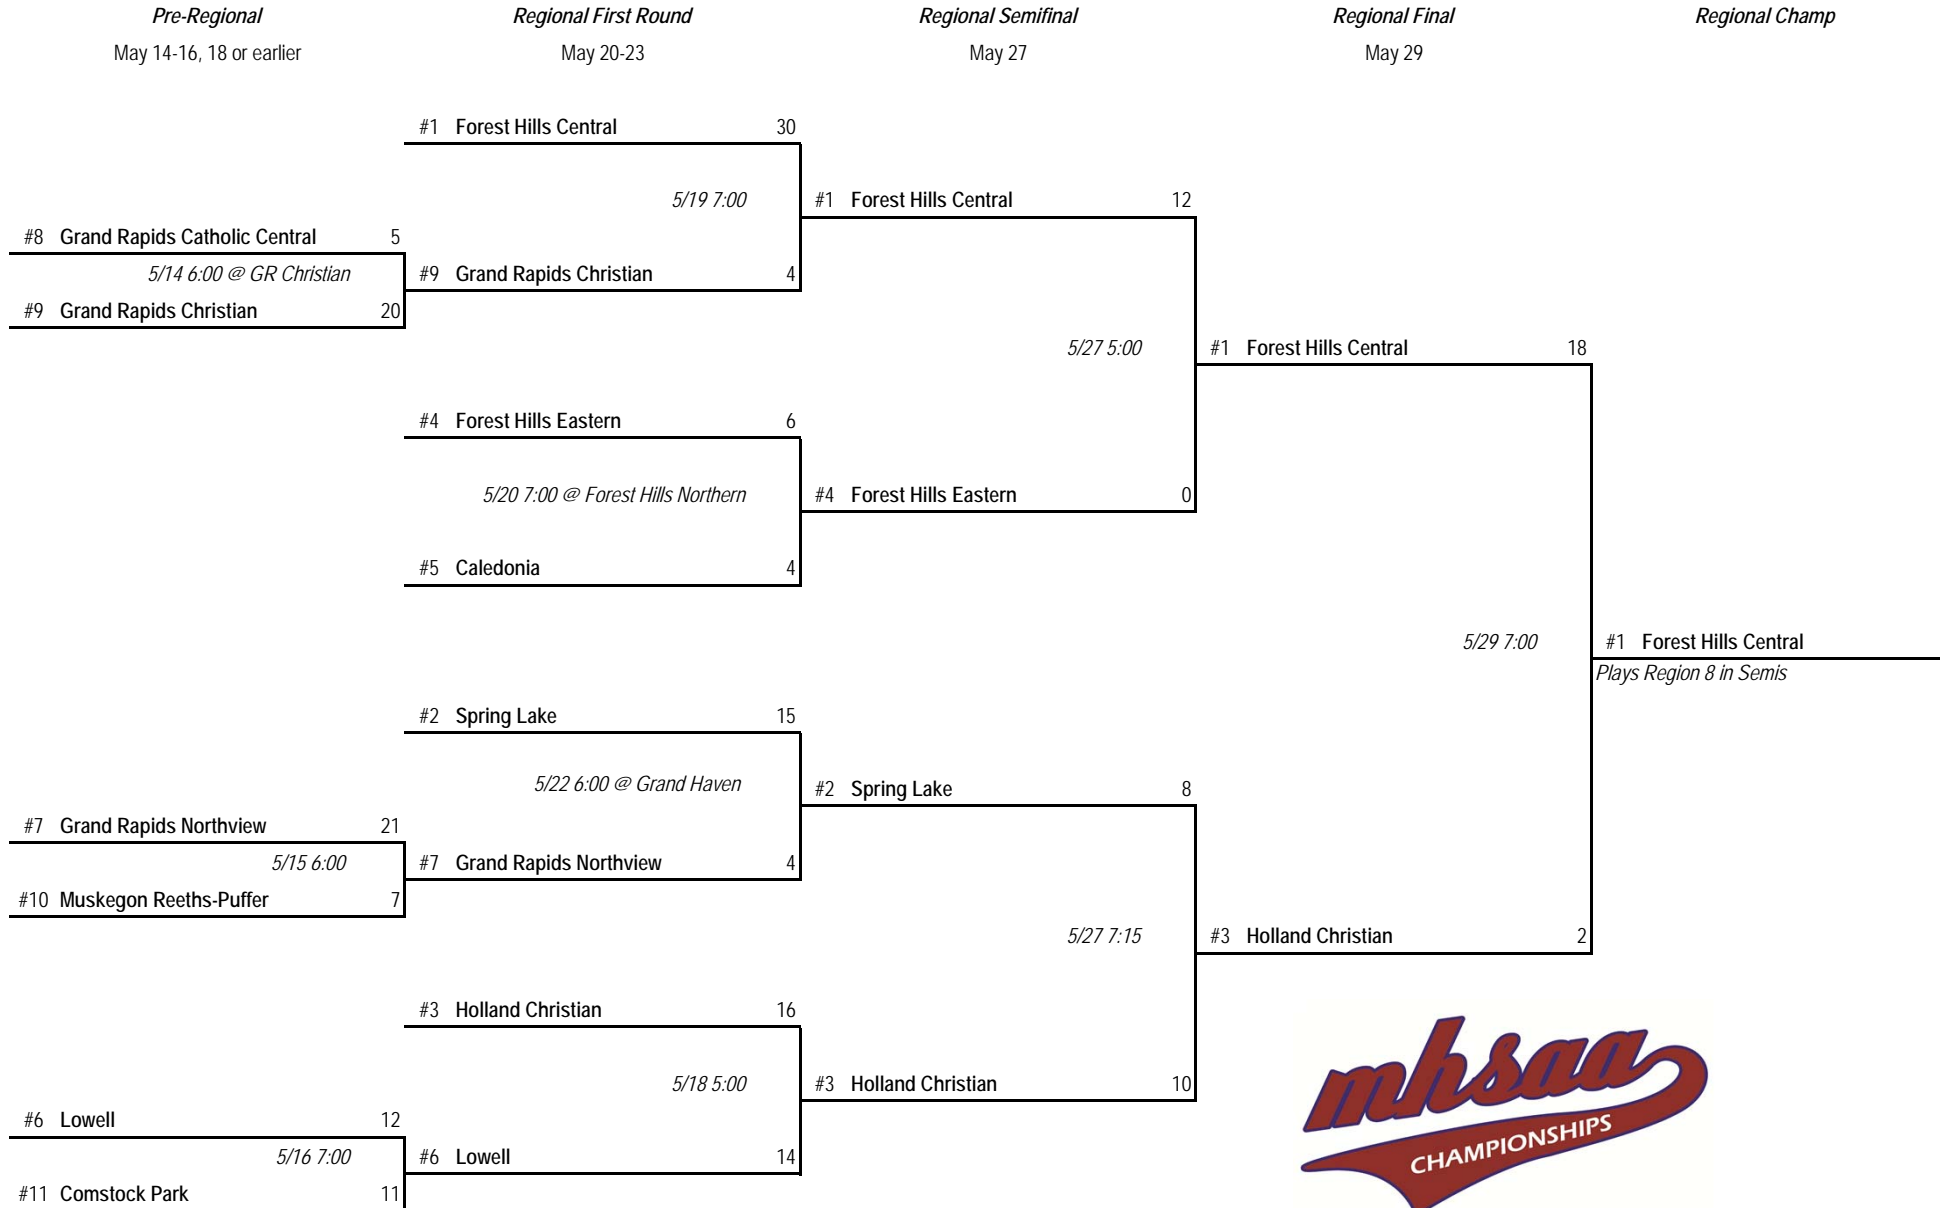 Pre-Regional Regional First Round Regional Semifinal Regional Final Regional Champ
May 14-16, 18 or earlier May 20-23 May 27 May 29
#1 Forest Hills Central 30
5/19 7:00 #1 Forest Hills Central 12
#8 Grand Rapids Catholic Central 5
5/14 6:00 @ GR Christian #9 Grand Rapids Christian 4
#9 Grand Rapids Christian 20
5/27 5:00 #1 Forest Hills Central 18
#4 Forest Hills Eastern 6
5/20 7:00 @ Forest Hills Northern #4 Forest Hills Eastern 0
#5 Caledonia 4
5/29 7:00 #1 Forest Hills Central
Plays Region 8 in Semis
#2 Spring Lake 15
5/22 6:00 @ Grand Haven #2 Spring Lake 8
#7 Grand Rapids Northview 21
5/15 6:00 #7 Grand Rapids Northview 4
#10 Muskegon Reeths-Puffer 7
5/27 7:15 #3 Holland Christian 2
#3 Holland Christian 16
5/18 5:00 #3 Holland Christian 10
mhsaa
#6 Lowell 12
CHAMPIONSHIPS
5/16 7:00 #6 Lowell 14
#11 Comstock Park 11